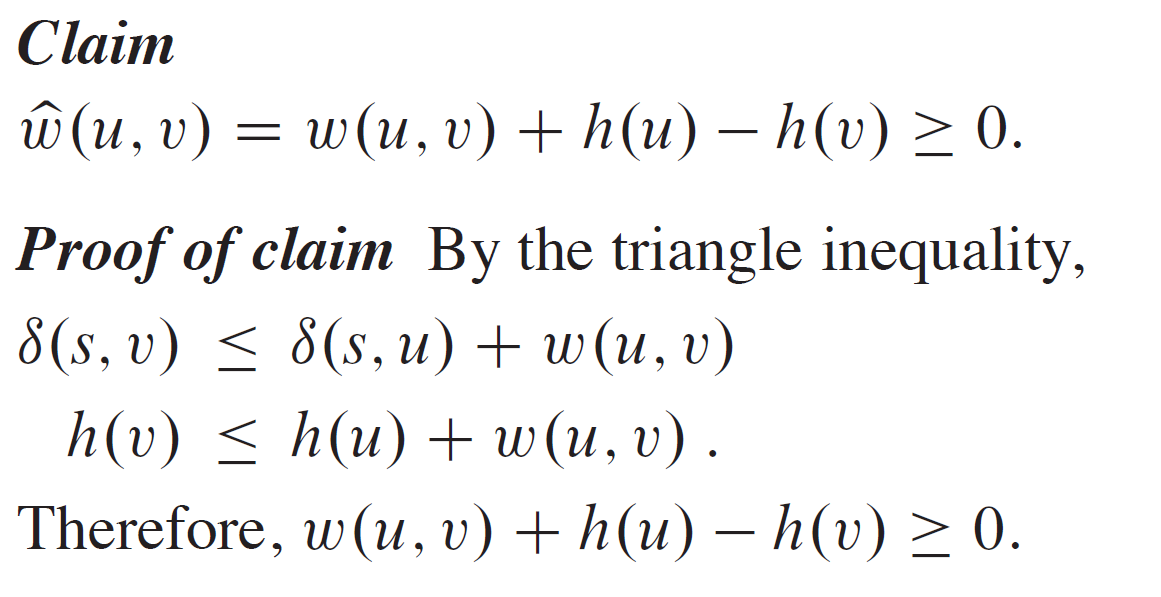 Claim
ŵ(u, v) = w(u, v) + h(u) − h(v) ≥ 0.
Proof of claim By the triangle inequality,
δ(s, v) ≤ δ(s, u) + w(u, v)
h(v) ≤ h(u) + w(u, v) .
Therefore, w(u, v) + h(u) − h(v) ≥ 0.